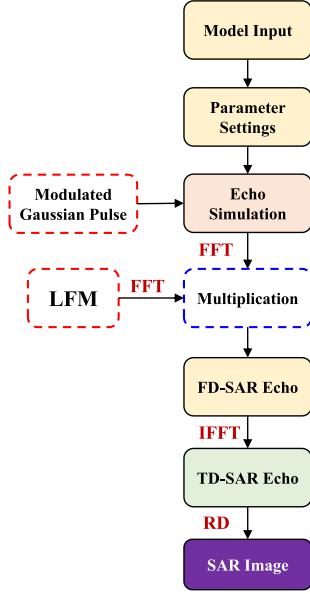 Model Input
Parameter
Settings
Modulated
Gaussian Pulse
Echo
Simulation
FFT
LFM
FFT
Multiplication
FD-SAR Echo
IFFT
TD-SAR Echo
RD
SAR Image